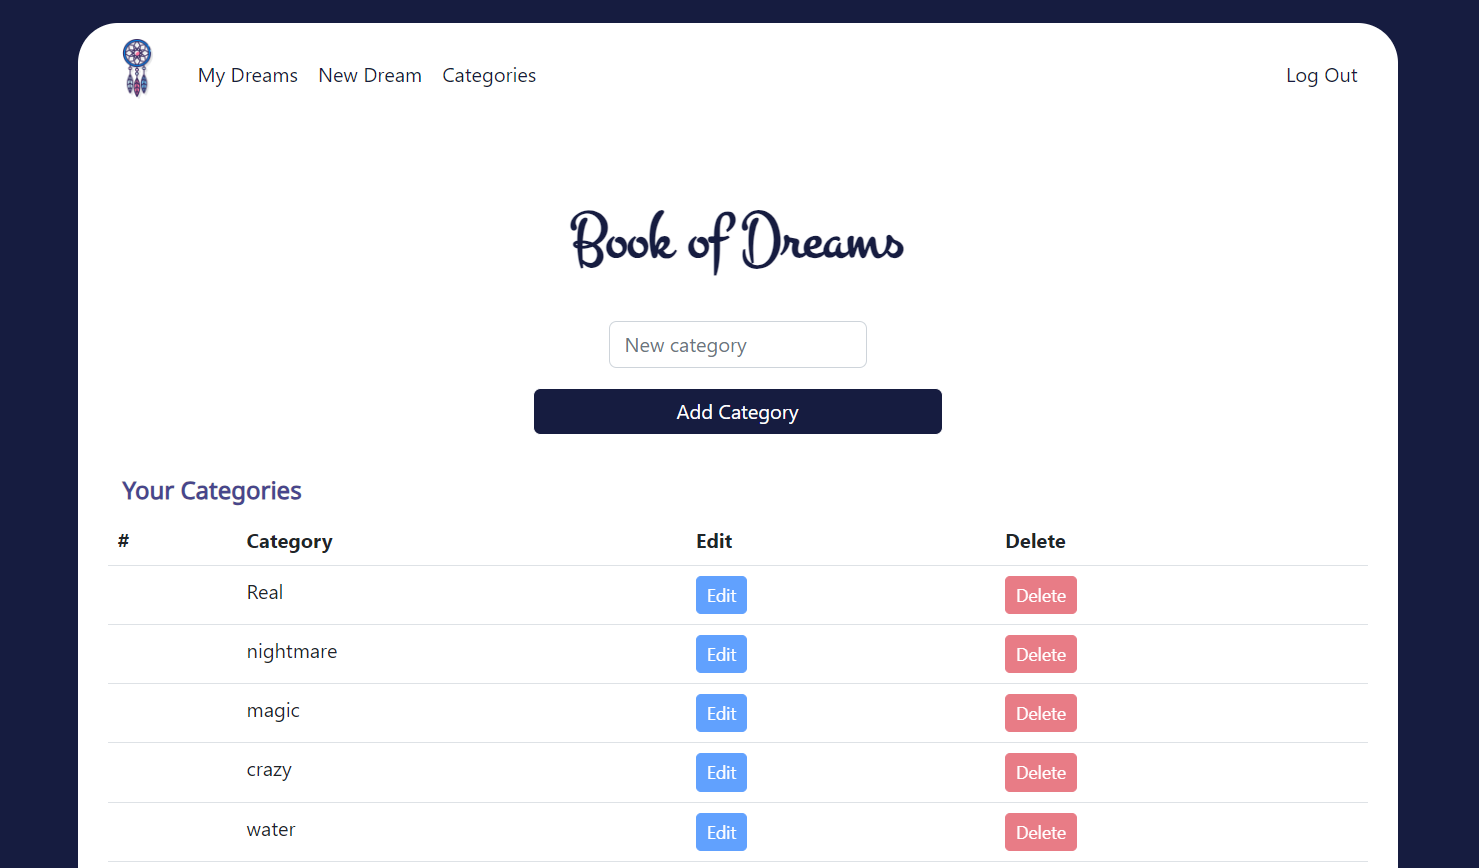 My Dreams New Dream Categories Log Out
Book of Dreams
New category
Add Category
Your Categories
# Category Edit Delete
Real Edit Delete
nightmare Edit Delete
magic Edit Delete
crazy Edit Delete
water Edit Delete